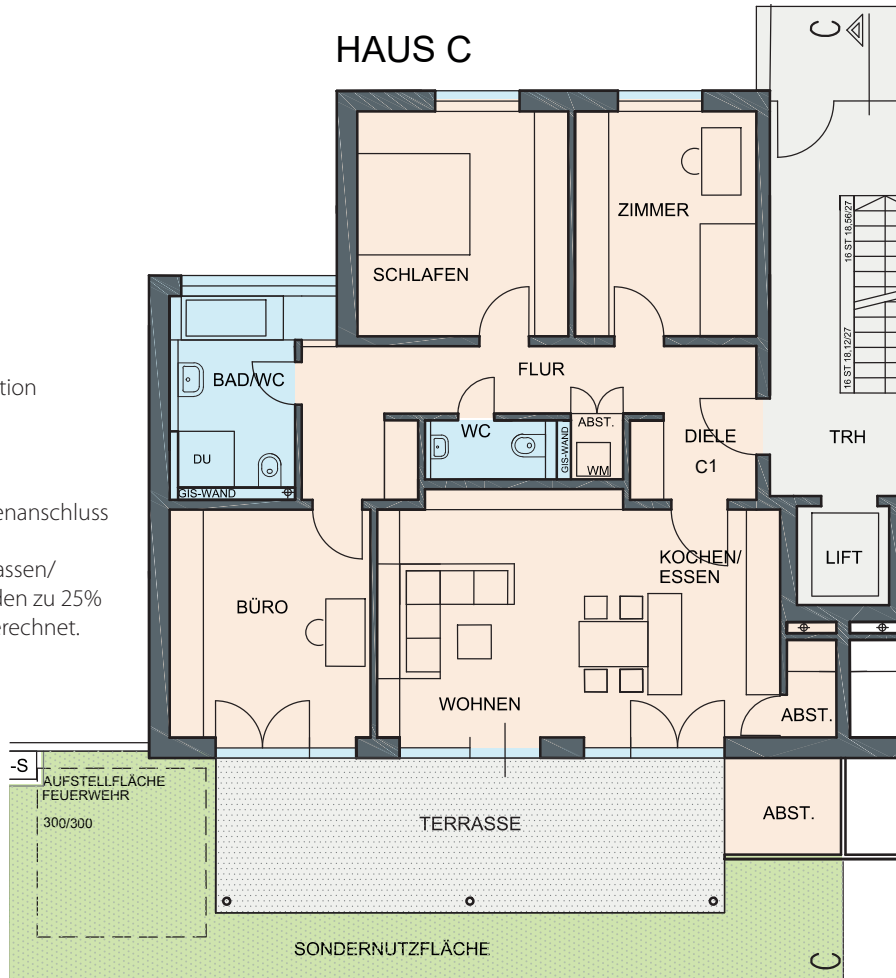 HAUS C
C
ZIMMER
SCHLAFEN
16 ST 18,56/27
16 ST 18,12/27
tion
BAD/WC
FLUR
DU
GIS-WAND
WC
GIS-WAND
ABST.
WM
DIELE
C1
TRH
enanschluss
assen/
den zu 25%
erechnet.
BÜRO
KOCHEN/
ESSEN
LIFT
WOHNEN
ABST.
-S
AUFSTELLFLÄCHE
FEUERWEHR
300/300
TERRASSE
ABST.
SONDERNUTZFLÄCHE
C